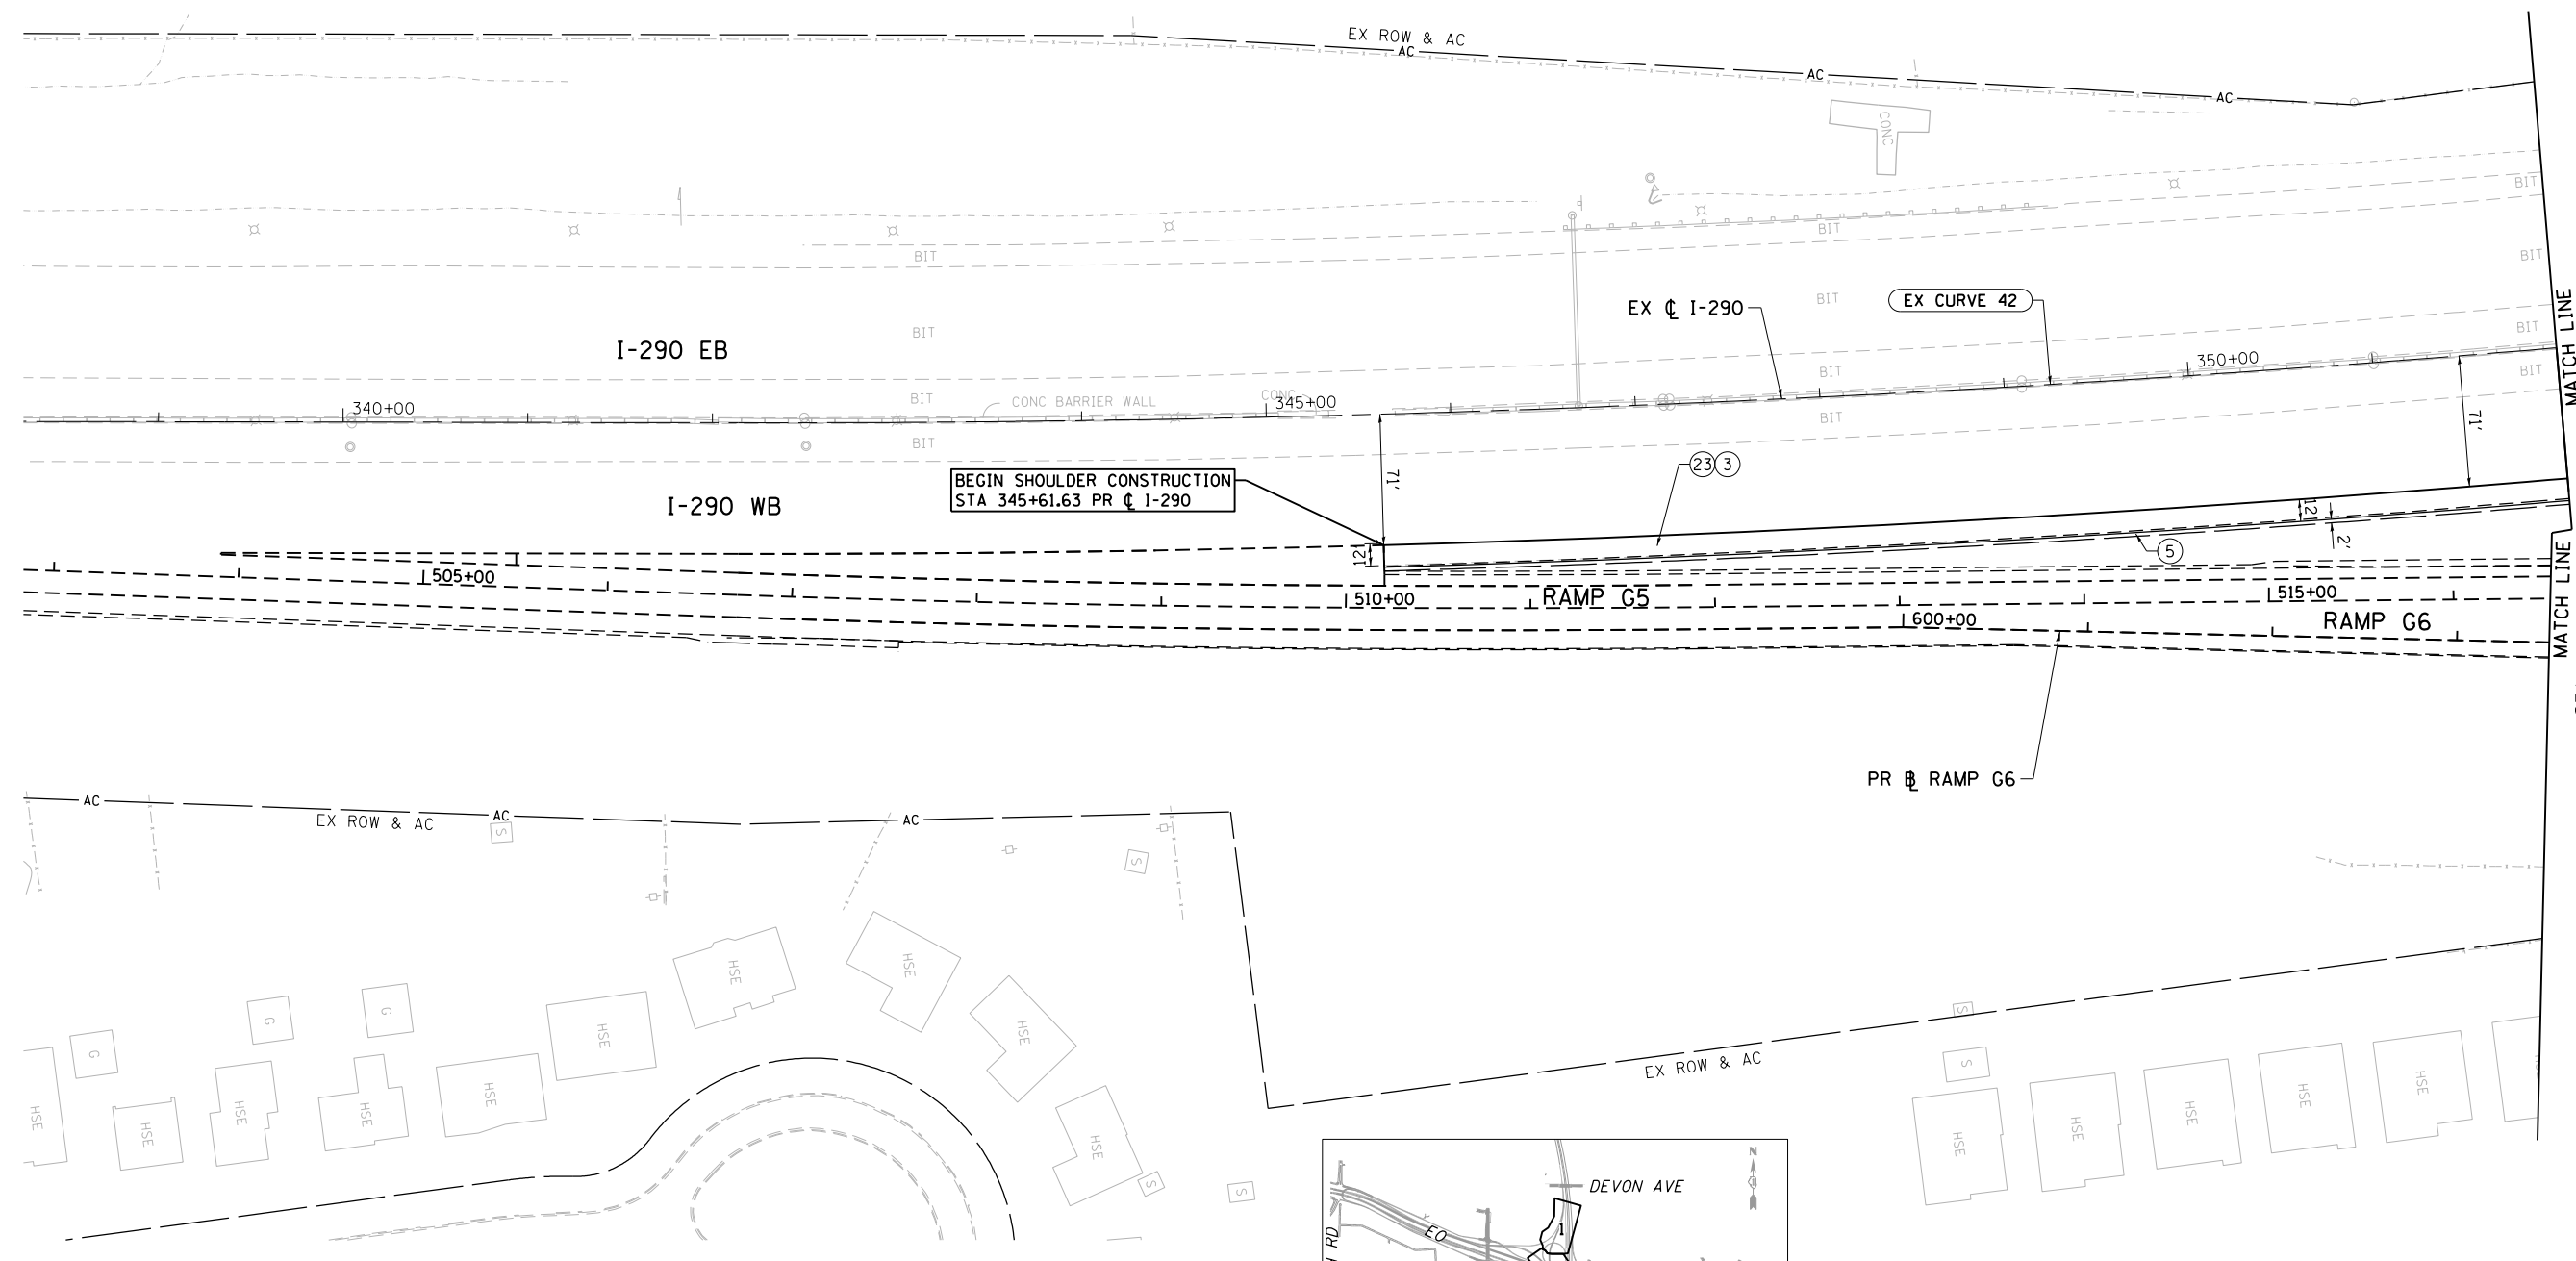 EX ROW & AC
AC
AC
AC
CONC
BIT
BIT
BIT
BIT
BIT
BIT
BIT
EX ℄ I-290
EX CURVE 42
I-290 EB
MATCH LINE
350+00
BIT
BIT
BIT
BIT
CONC BARRIER WALL
CONC
340+00
345+00
BIT
BIT
71'
71'
23
3
BEGIN SHOULDER CONSTRUCTION
STA 345+61.63 PR ℄ I-290
I-290 WB
12'
12'
2'
5
505+00
510+00
RAMP G5
515+00
600+00
RAMP G6
MATCH LINE
PR BL RAMP G6
AC
AC
AC
EX ROW & AC
S
S
HSE
HSE
HSE
HSE
G
G
G
HSE
HSE
HSE
HSE
HSE
HSE
S
S
EX ROW & AC
S
S
HSE
HSE
HSE
HSE
HSE
DEVON AVE
N
1
EO
RD